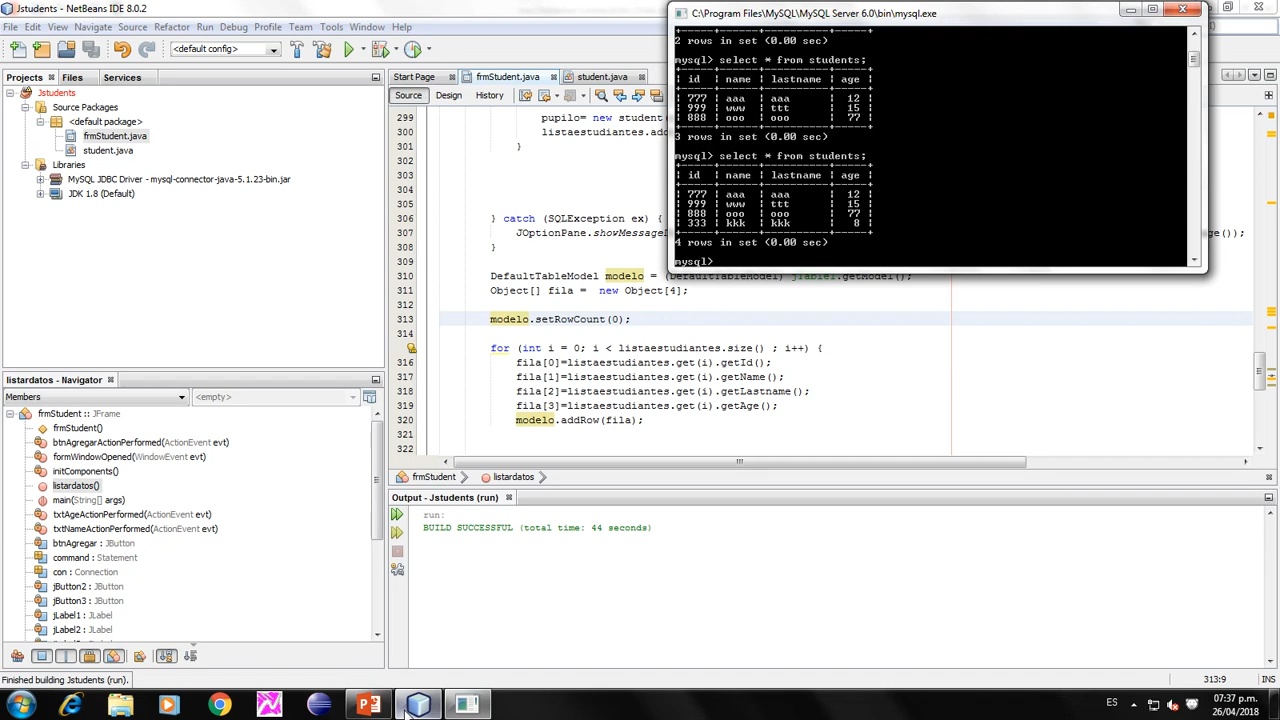 Jstudents - NetBeans IDE 8.0.2
File Edit View Navigate Source Refactor Run Debug Profile Team Tools Window Help
<default config>
Projects Files Services
Jstudents
Source Packages
<default package>
frmStudent.java
student.java
Libraries
MySQL JDBC Driver - mysql-connector-java-5.1.23-bin.jar
JDK 1.8 (Default)
listardatos - Navigator
Members <empty>
frmStudent :: JFrame
frmStudent()
btnAgregarActionPerformed(ActionEvent evt)
formWindowOpened(WindowEvent evt)
initComponents()
listardatos()
main(String[] args)
txtAgeActionPerformed(ActionEvent evt)
txtNameActionPerformed(ActionEvent evt)
btnAgregar : JButton
command : Statement
con : Connection
jButton2 : JButton
jButton3 : JButton
jLabel1 : JLabel
jLabel2 : JLabel
Start Page frmStudent.java student.java
Source Design History
299 pupilo= new student
300 listaestudiantes.add
301 }
302
303
306 } catch (SQLException ex) {
307 JOptionPane.showMessageD age());
308 }
310 DefaultTableModel modelo = (DefaultTableModel) jTable1.getModel();
311 Object[] fila = new Object[4];
312
313 modelo.setRowCount(0);
314
for (int i = 0; i < listaestudiantes.size() ; i++) {
316 fila[0]=listaestudiantes.get(i).getId();
317 fila[1]=listaestudiantes.get(i).getName();
318 fila[2]=listaestudiantes.get(i).getLastname();
319 fila[3]=listaestudiantes.get(i).getAge();
320 modelo.addRow(fila);
321
322
frmStudent listardatos
C:\Program Files\MySQL\MySQL Server 6.0\bin\mysql.exe
2 rows in set (0.00 sec)
mysql> select * from students;
| id | name | lastname | age |
| 777 | aaa | aaa | 12 |
| 999 | www | ttt | 15 |
| 888 | ooo | ooo | 77 |
3 rows in set (0.00 sec)
mysql> select * from students;
| id | name | lastname | age |
| 777 | aaa | aaa | 12 |
| 999 | www | ttt | 15 |
| 888 | ooo | ooo | 77 |
| 333 | kkk | kkk | 8 |
4 rows in set (0.00 sec)
mysql>
Output - Jstudents (run)
run:
BUILD SUCCESSFUL (total time: 44 seconds)
Finished building Jstudents (run).
313:9 INS
ES
07:37 p.m.
26/04/2018